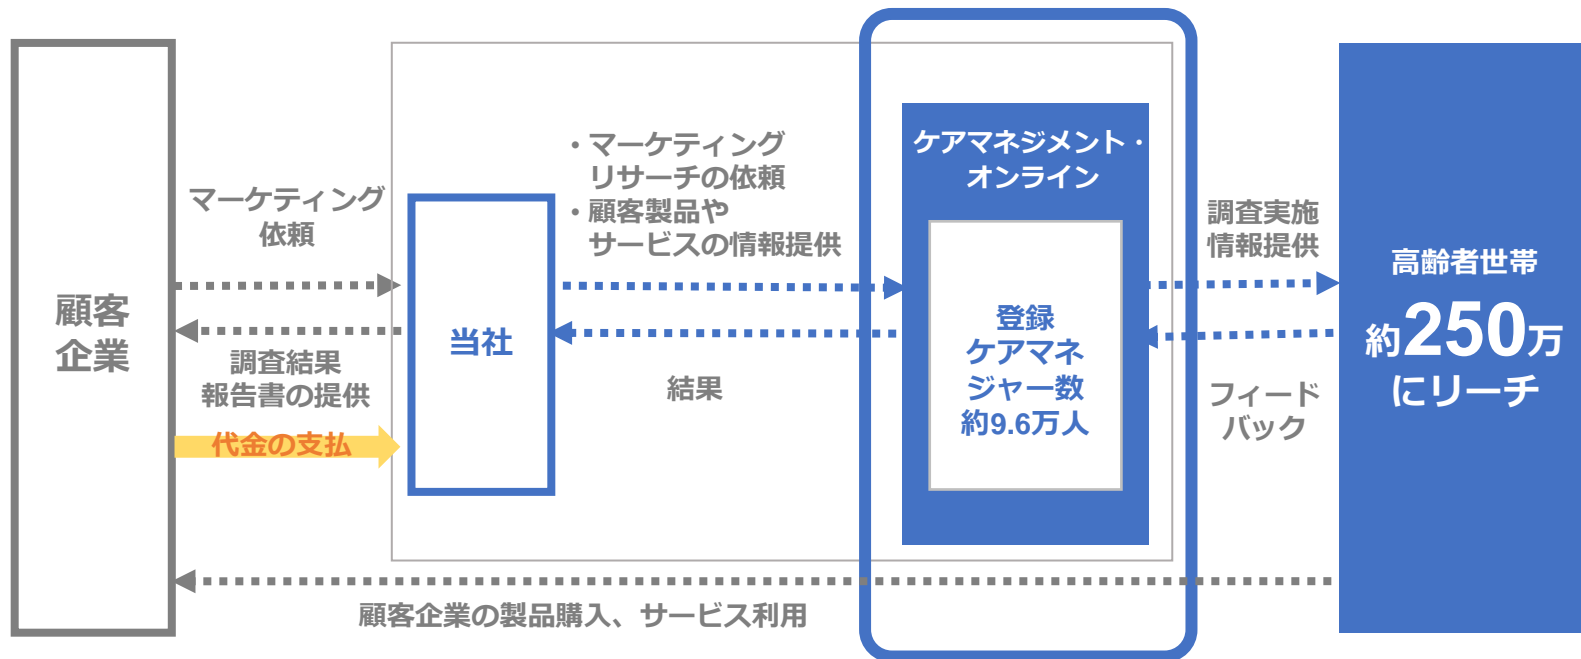 顧客
企業
マーケティング
依頼
調査結果
報告書の提供
代金の支払
当社
・マーケティング
リサーチの依頼
・顧客製品や
サービスの情報提供
結果
ケアマネジメント・
オンライン
登録
ケアマネ
ジャー数
約9.6万人
調査実施
情報提供
フィード
バック
高齢者世帯
約250万
にリーチ
顧客企業の製品購入、サービス利用